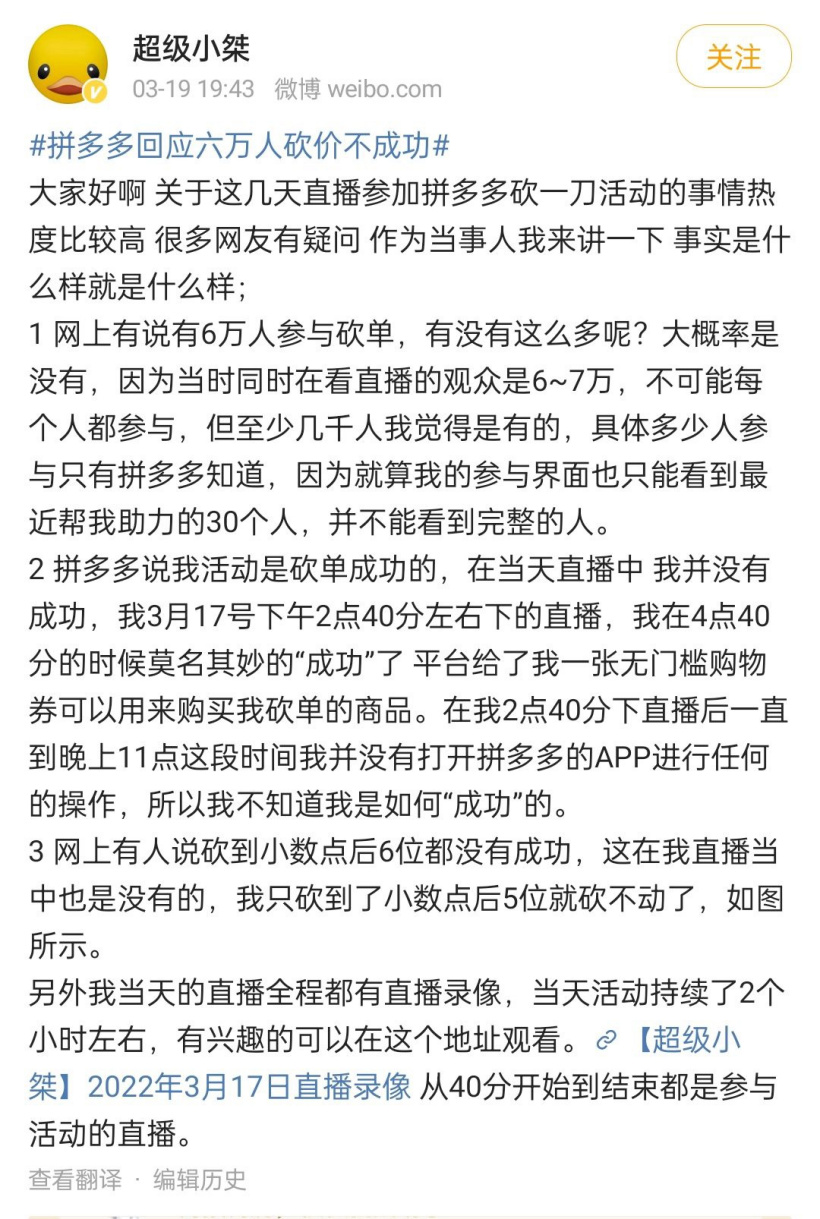 超级小桀
关注
03-19 19:43 微博 weibo.com
#拼多多回应六万人砍价不成功#
大家好啊 关于这几天直播参加拼多多砍一刀活动的事情热
度比较高 很多网友有疑问 作为当事人我来讲一下 事实是什
么样就是什么样；
1 网上有说有6万人参与砍单，有没有这么多呢？大概率是
没有，因为当时同时在看直播的观众是6~7万，不可能每
个人都参与，但至少几千人我觉得是有的，具体多少人参
与只有拼多多知道，因为就算我的参与界面也只能看到最
近帮我助力的30个人，并不能看到完整的人。
2 拼多多说我活动是砍单成功的，在当天直播中 我并没有
成功，我3月17号下午2点40分左右下的直播，我在4点40
分的时候莫名其妙的“成功”了 平台给了我一张无门槛购物
券可以用来购买我砍单的商品。在我2点40分下直播后一直
到晚上11点这段时间我并没有打开拼多多的APP进行任何
的操作，所以我不知道我是如何“成功”的。
3 网上有人说砍到小数点后6位都没有成功，这在我直播当
中也是没有的，我只砍到了小数点后5位就砍不动了，如图
所示。
另外我当天的直播全程都有直播录像，当天活动持续了2个
小时左右，有兴趣的可以在这个地址观看。【超级小
桀】2022年3月17日直播录像 从40分开始到结束都是参与
活动的直播。
查看翻译 · 编辑历史